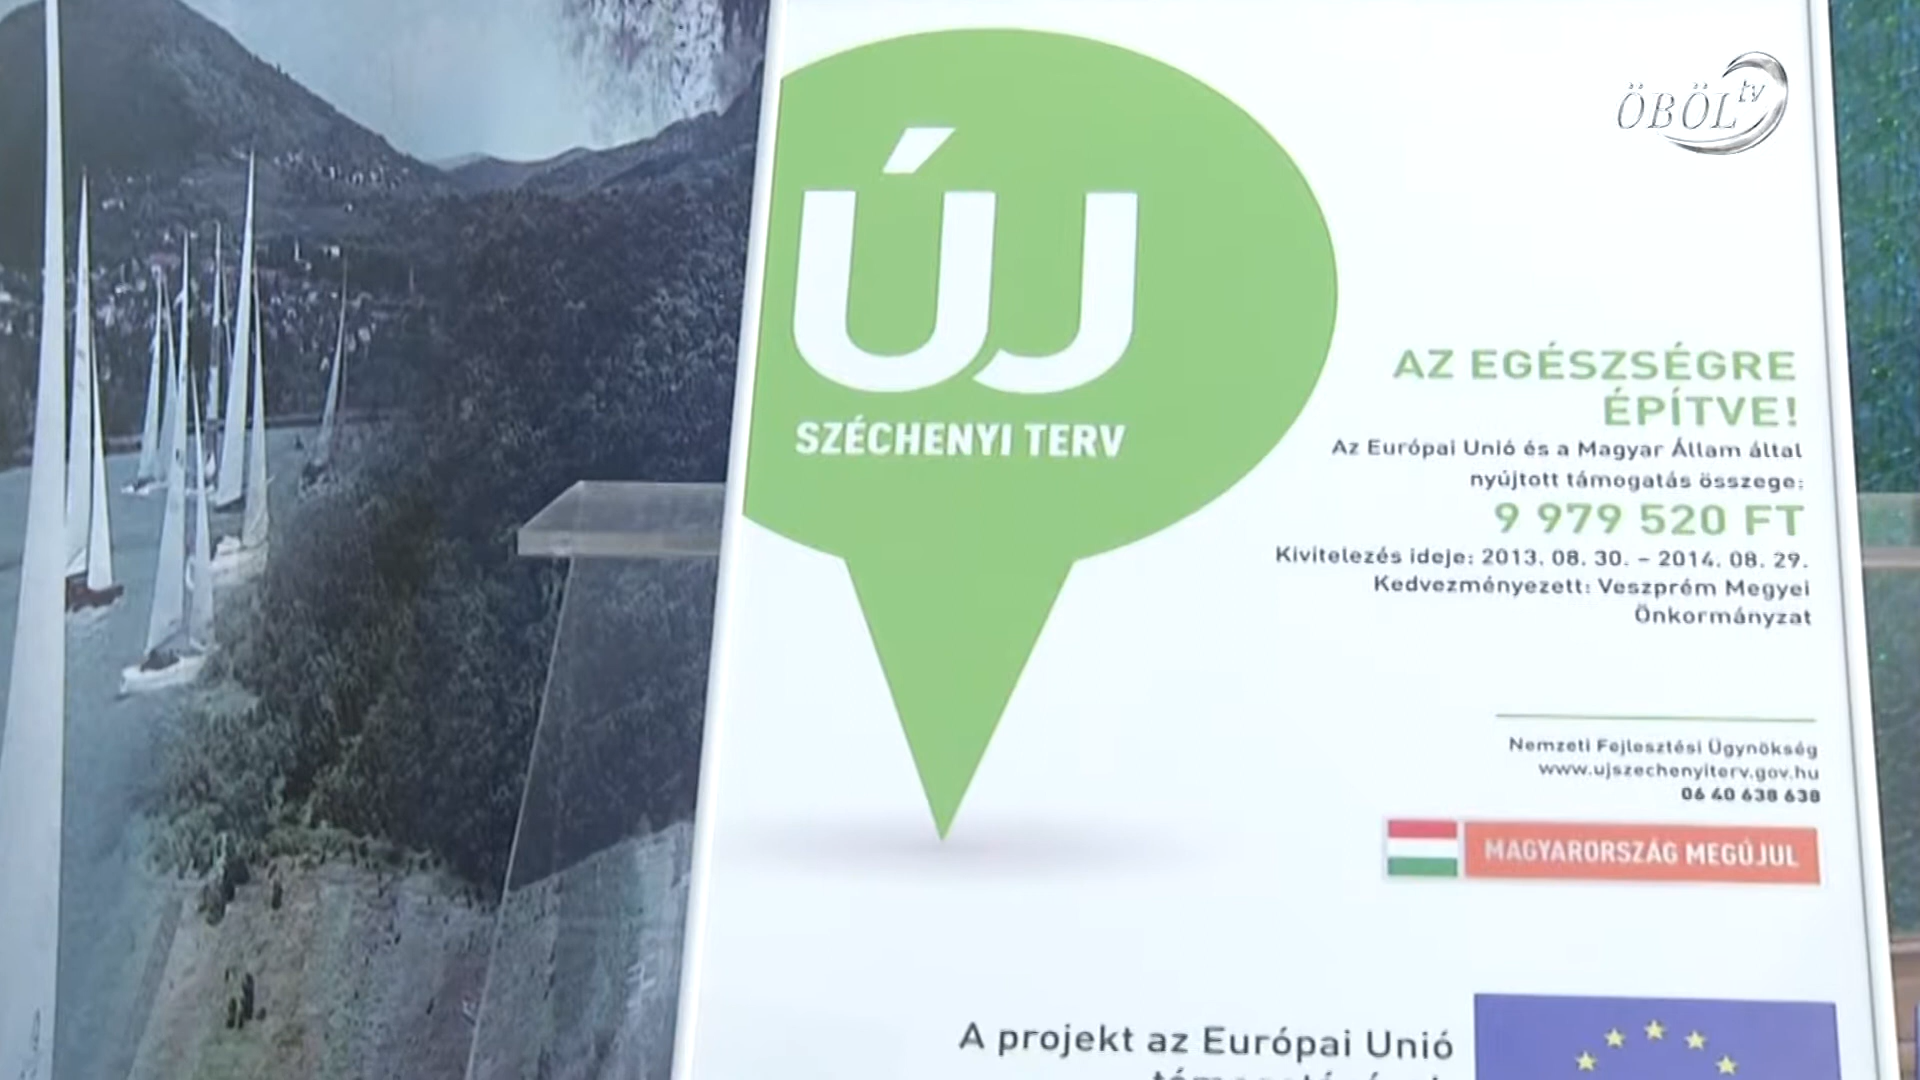 ÖBÖL tv
ÚJ
SZÉCHENYI TERV
AZ EGÉSZSÉGRE
ÉPÍTVE!
Az Európai Unió és a Magyar Állam által
nyújtott támogatás összege:
9 979 520 FT
Kivitelezés ideje: 2013. 08. 30. – 2014. 08. 29.
Kedvezményezett: Veszprém Megyei
Önkormányzat
Nemzeti Fejlesztési Ügynökség
www.ujszechenyiterv.gov.hu
06 40 638 638
MAGYARORSZÁG MEGÚJUL
A projekt az Európai Unió